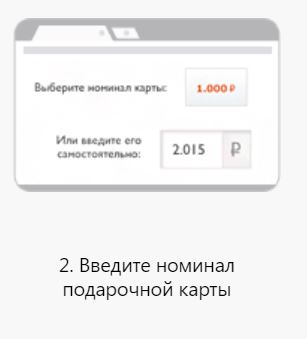 Выберите номинал карты: 1.000 ₽
Или введите его
самостоятельно: 2.015 ₽
2. Введите номинал
подарочной карты